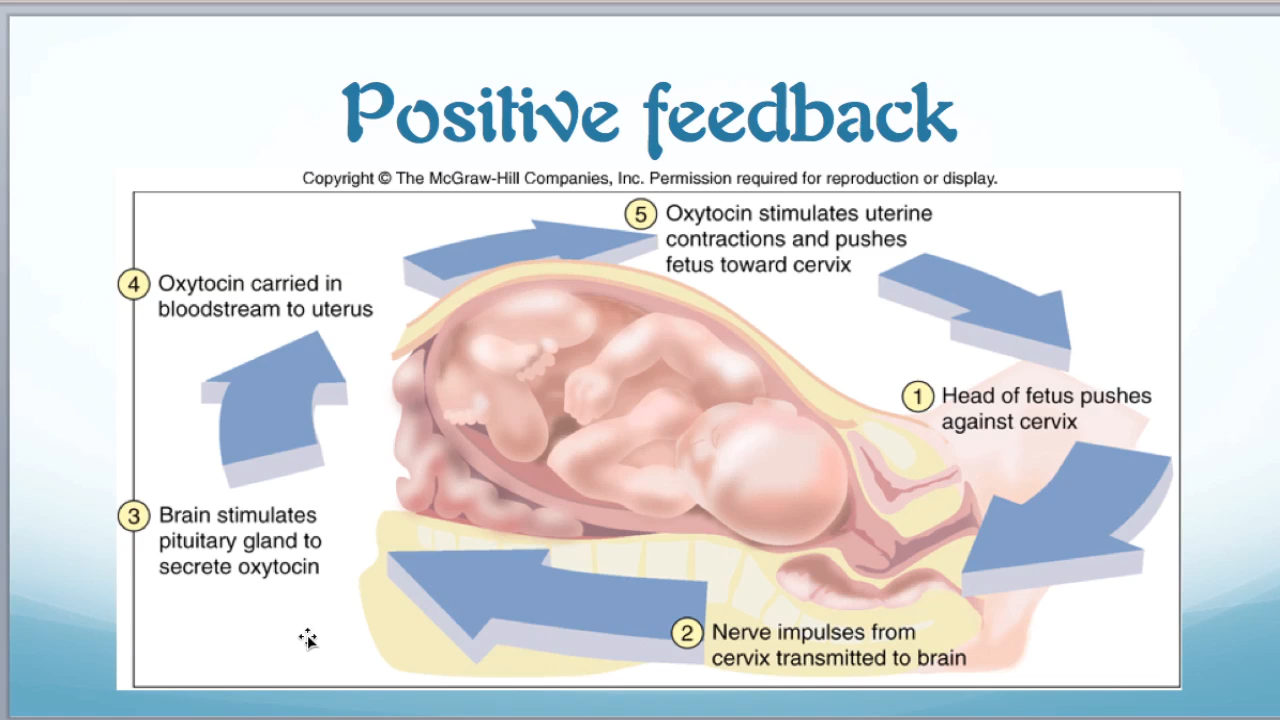 Positive feedback
Copyright © The McGraw-Hill Companies, Inc. Permission required for reproduction or display.
5 Oxytocin stimulates uterine
contractions and pushes
fetus toward cervix
4 Oxytocin carried in
bloodstream to uterus
1 Head of fetus pushes
against cervix
3 Brain stimulates
pituitary gland to
secrete oxytocin
2 Nerve impulses from
cervix transmitted to brain